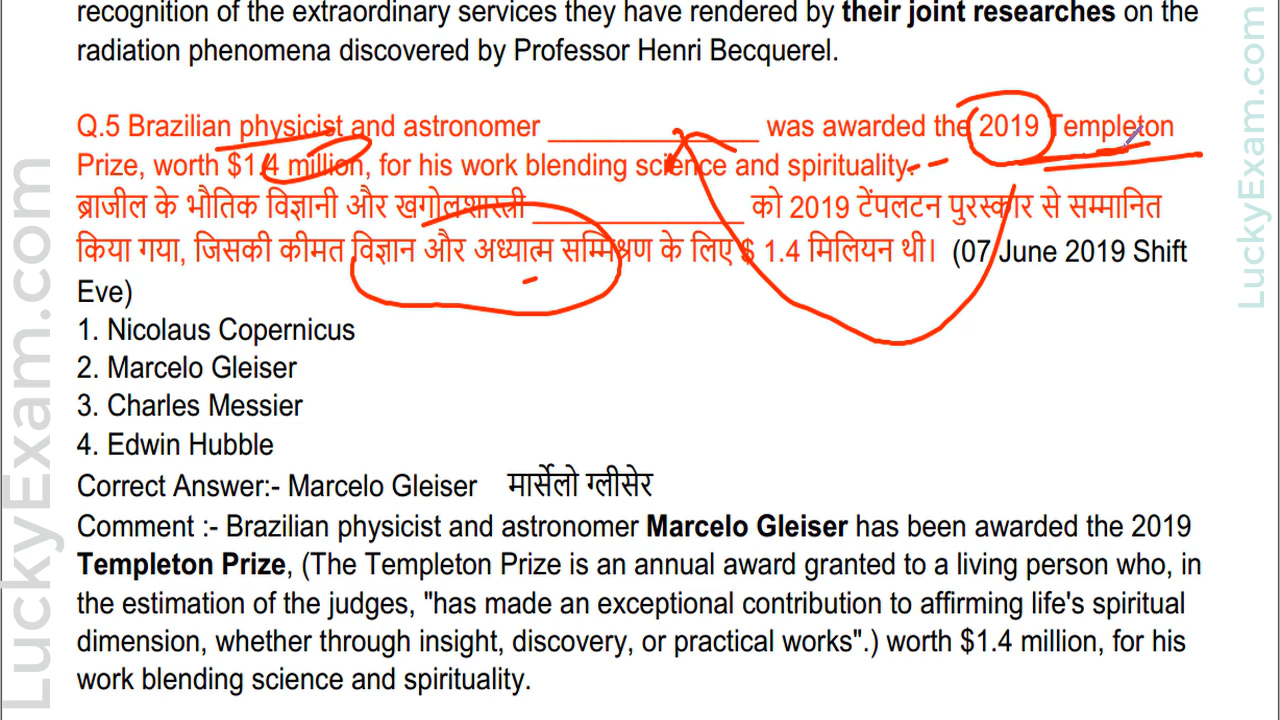 recognition of the extraordinary services they have rendered by their joint researches on the
radiation phenomena discovered by Professor Henri Becquerel.
Q.5 Brazilian physicist and astronomer _______________ was awarded the 2019 Templeton
Prize, worth $1.4 million, for his work blending science and spirituality.
ब्राजील के भौतिक विज्ञानी और खगोलशास्त्री _______________ को 2019 टेंपलटन पुरस्कार से सम्मानित
किया गया, जिसकी कीमत विज्ञान और अध्यात्म सम्मिश्रण के लिए $ 1.4 मिलियन थी। (07 June 2019 Shift
Eve)
1. Nicolaus Copernicus
2. Marcelo Gleiser
3. Charles Messier
4. Edwin Hubble
Correct Answer:- Marcelo Gleiser मार्सेलो ग्लीसेर
Comment :- Brazilian physicist and astronomer Marcelo Gleiser has been awarded the 2019
Templeton Prize, (The Templeton Prize is an annual award granted to a living person who, in
the estimation of the judges, "has made an exceptional contribution to affirming life's spiritual
dimension, whether through insight, discovery, or practical works".) worth $1.4 million, for his
work blending science and spirituality.
LuckyExam.com
LuckyExam.com